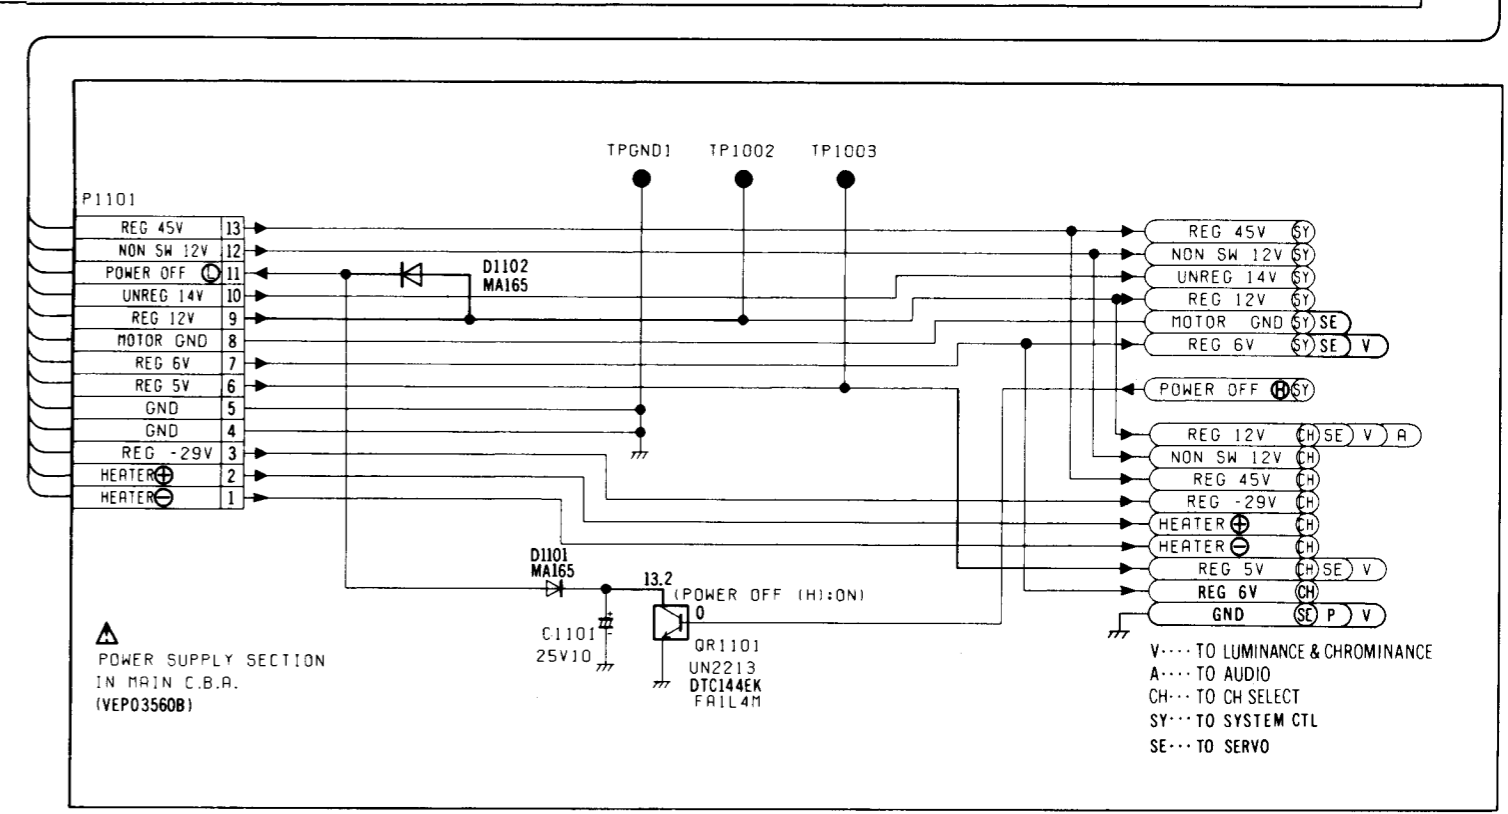 TPGND1 TP1002 TP1003
P1101
REG 45V 13
NON SW 12V 12
POWER OFF Ⓛ 11
UNREG 14V 10
REG 12V 9
MOTOR GND 8
REG 6V 7
REG 5V 6
GND 5
GND 4
REG -29V 3
HEATER⊕ 2
HEATER⊖ 1
D1102
MA165
D1101
MA165
13.2
(POWER OFF (H):ON)
0
C1101
25V10
+
-
QR1101
UN2213
DTC144EK
FA1L4M
REG 45V SY
NON SW 12V SY
UNREG 14V SY
REG 12V SY
MOTOR GND SY SE
REG 6V SY SE V
POWER OFF Ⓗ SY
REG 12V CH SE V A
NON SW 12V CH
REG 45V CH
REG -29V CH
HEATER⊕ CH
HEATER⊖ CH
REG 5V CH SE V
REG 6V CH
GND SE P V
V···· TO LUMINANCE & CHROMINANCE
A···· TO AUDIO
CH··· TO CH SELECT
SY··· TO SYSTEM CTL
SE··· TO SERVO
POWER SUPPLY SECTION
IN MAIN C.B.A.
(VEP03560B)